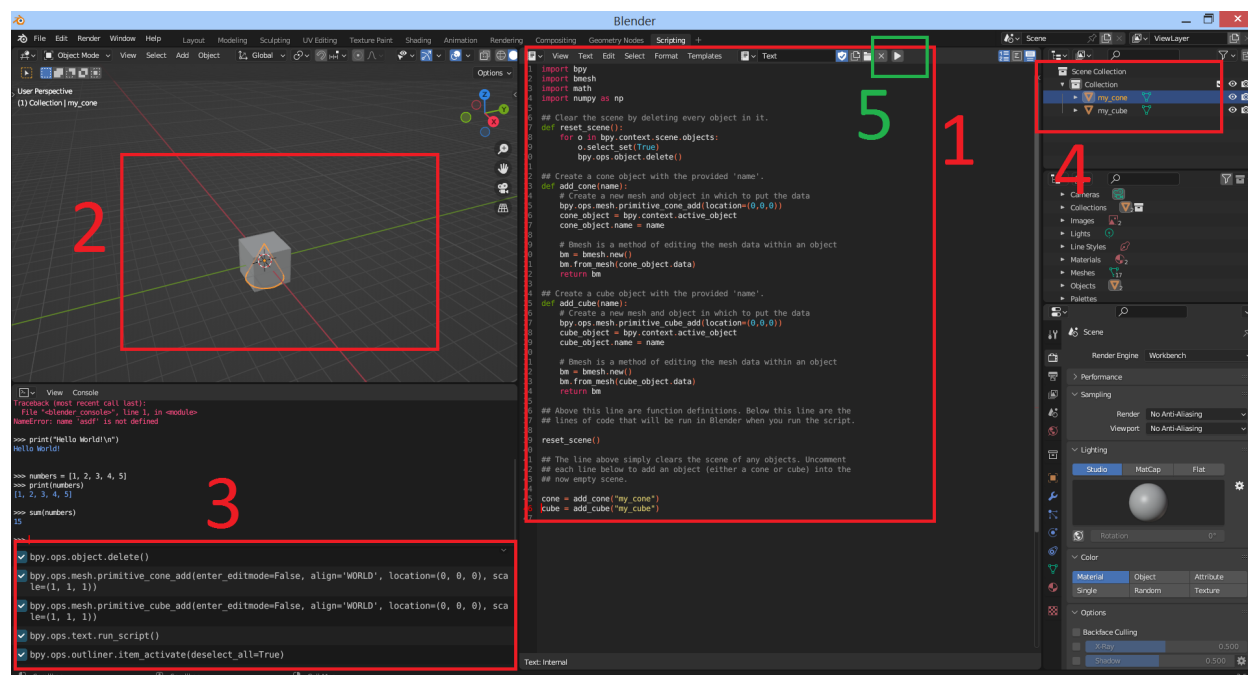 Blender
File Edit Render Window Help Layout Modeling Sculpting UV Editing Texture Paint Shading Animation Rendering Compositing Geometry Nodes Scripting + Scene ViewLayer
Object Mode View Select Add Object Global
Options
User Perspective
(1) Collection | my_cone
2
View Console
Traceback (most recent call last):
File "<blender_console>", line 1, in <module>
NameError: name 'asdf' is not defined
>>> print("Hello World!\n")
Hello World!
>>> numbers = [1, 2, 3, 4, 5]
>>> print(numbers)
[1, 2, 3, 4, 5]
>>> sum(numbers)
15
>>>
3
bpy.ops.object.delete()
bpy.ops.mesh.primitive_cone_add(enter_editmode=False, align='WORLD', location=(0, 0, 0), sca
le=(1, 1, 1))
bpy.ops.mesh.primitive_cube_add(enter_editmode=False, align='WORLD', location=(0, 0, 0), sca
le=(1, 1, 1))
bpy.ops.text.run_script()
bpy.ops.outliner.item_activate(deselect_all=True)
View Text Edit Select Format Templates Text
5
1
import bpy
import bmesh
import math
import numpy as np
## Clear the scene by deleting every object in it.
def reset_scene():
for o in bpy.context.scene.objects:
o.select_set(True)
bpy.ops.object.delete()
## Create a cone object with the provided 'name'.
def add_cone(name):
# Create a new mesh and object in which to put the data
bpy.ops.mesh.primitive_cone_add(location=(0,0,0))
cone_object = bpy.context.active_object
cone_object.name = name
# Bmesh is a method of editing the mesh data within an object
bm = bmesh.new()
bm.from_mesh(cone_object.data)
return bm
## Create a cube object with the provided 'name'.
def add_cube(name):
# Create a new mesh and object in which to put the data
bpy.ops.mesh.primitive_cube_add(location=(0,0,0))
cube_object = bpy.context.active_object
cube_object.name = name
# Bmesh is a method of editing the mesh data within an object
bm = bmesh.new()
bm.from_mesh(cube_object.data)
return bm
## Above this line are function definitions. Below this line are the
## lines of code that will be run in Blender when you run the script.
reset_scene()
## The line above simply clears the scene of any objects. Uncomment
## each line below to add an object (either a cone or cube) into the
## now empty scene.
cone = add_cone("my_cone")
cube = add_cube("my_cube")
Text: Internal
Scene Collection
Collection
my_cone
my_cube
4
Cameras
Collections
Images 2
Lights
Line Styles
Materials 2
Meshes 17
Objects 2
Palettes
Scene
Render Engine Workbench
Performance
Sampling
Render No Anti-Aliasing
Viewport No Anti-Aliasing
Lighting
Studio MatCap Flat
Rotation 0°
Color
Material Object Attribute
Single Random Texture
Options
Backface Culling
X-Ray 0.500
Shadow 0.500